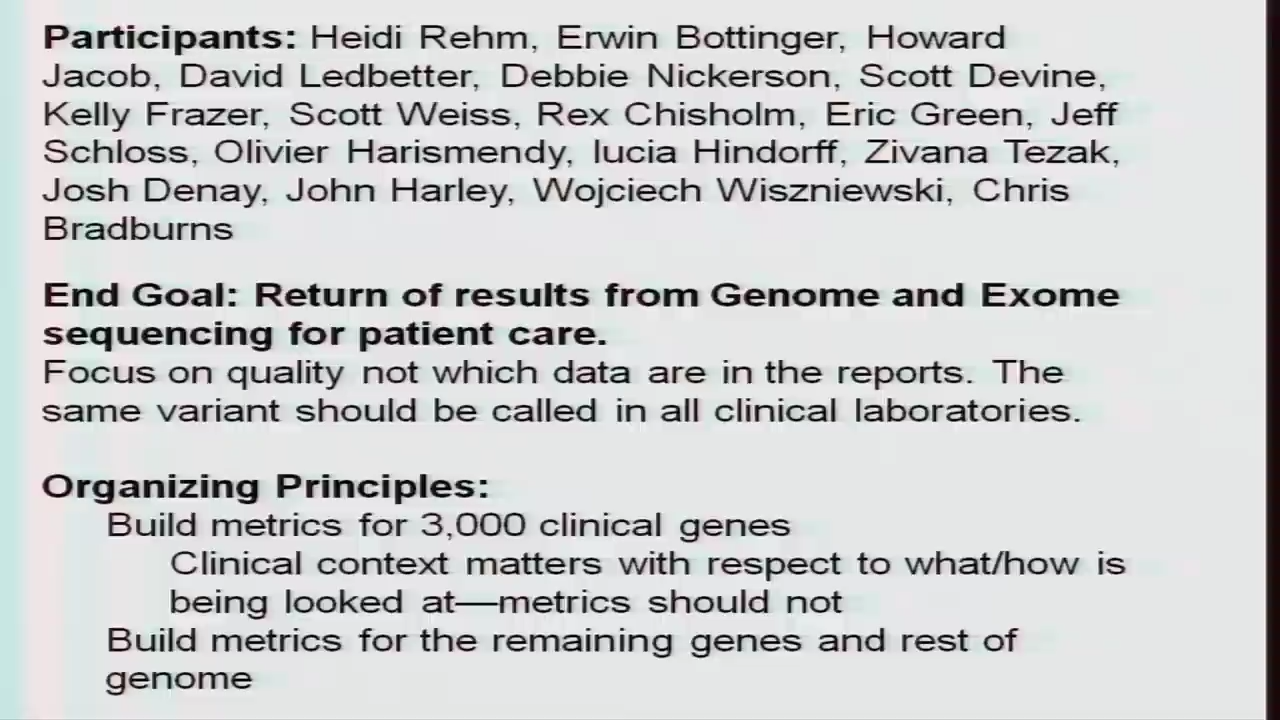 Participants: Heidi Rehm, Erwin Bottinger, Howard
Jacob, David Ledbetter, Debbie Nickerson, Scott Devine,
Kelly Frazer, Scott Weiss, Rex Chisholm, Eric Green, Jeff
Schloss, Olivier Harismendy, lucia Hindorff, Zivana Tezak,
Josh Denay, John Harley, Wojciech Wiszniewski, Chris
Bradburns
End Goal: Return of results from Genome and Exome
sequencing for patient care.
Focus on quality not which data are in the reports. The
same variant should be called in all clinical laboratories.
Organizing Principles:
Build metrics for 3,000 clinical genes
Clinical context matters with respect to what/how is
being looked at—metrics should not
Build metrics for the remaining genes and rest of
genome